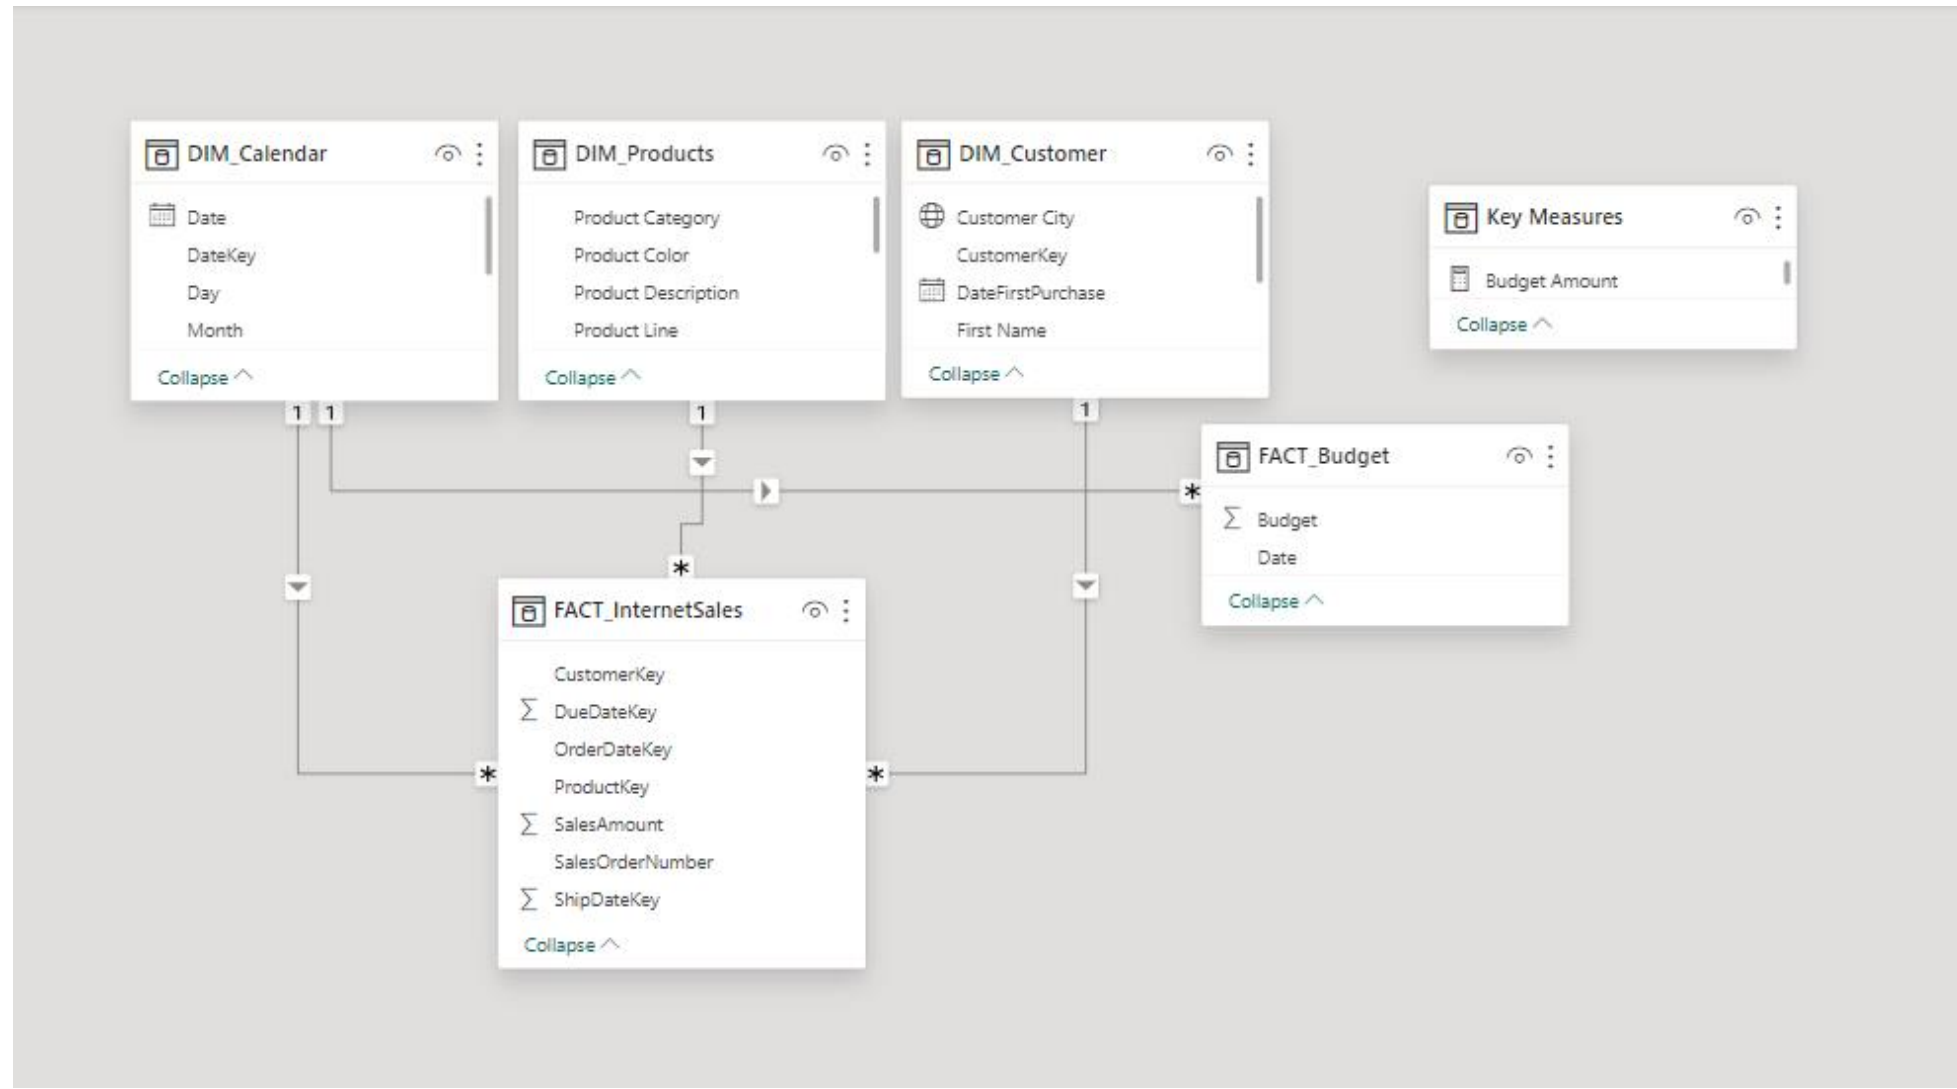 DIM_Calendar
Date
DateKey
Day
Month
Collapse
DIM_Products
Product Category
Product Color
Product Description
Product Line
Collapse
DIM_Customer
Customer City
CustomerKey
DateFirstPurchase
First Name
Collapse
Key Measures
Budget Amount
Collapse
1
1
1
1
*
FACT_Budget
Budget
Date
Collapse
*
FACT_InternetSales
CustomerKey
DueDateKey
OrderDateKey
ProductKey
*
*
SalesAmount
SalesOrderNumber
ShipDateKey
Collapse